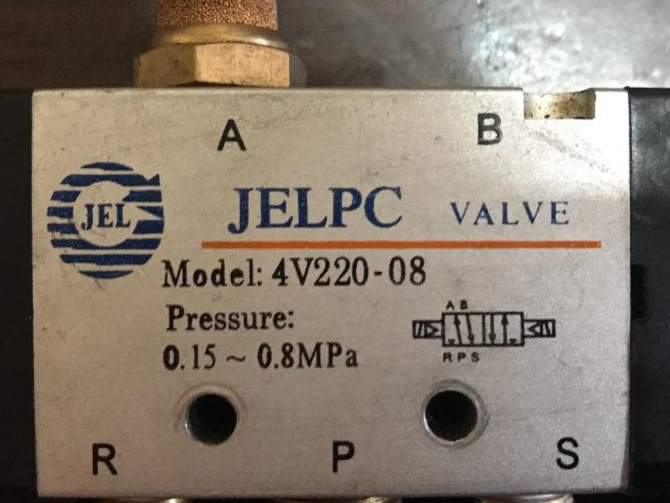 A B
JEL
JELPC VALVE
Model: 4V220-08
Pressure:
0.15 ~ 0.8MPa
A B
R P S
R P S